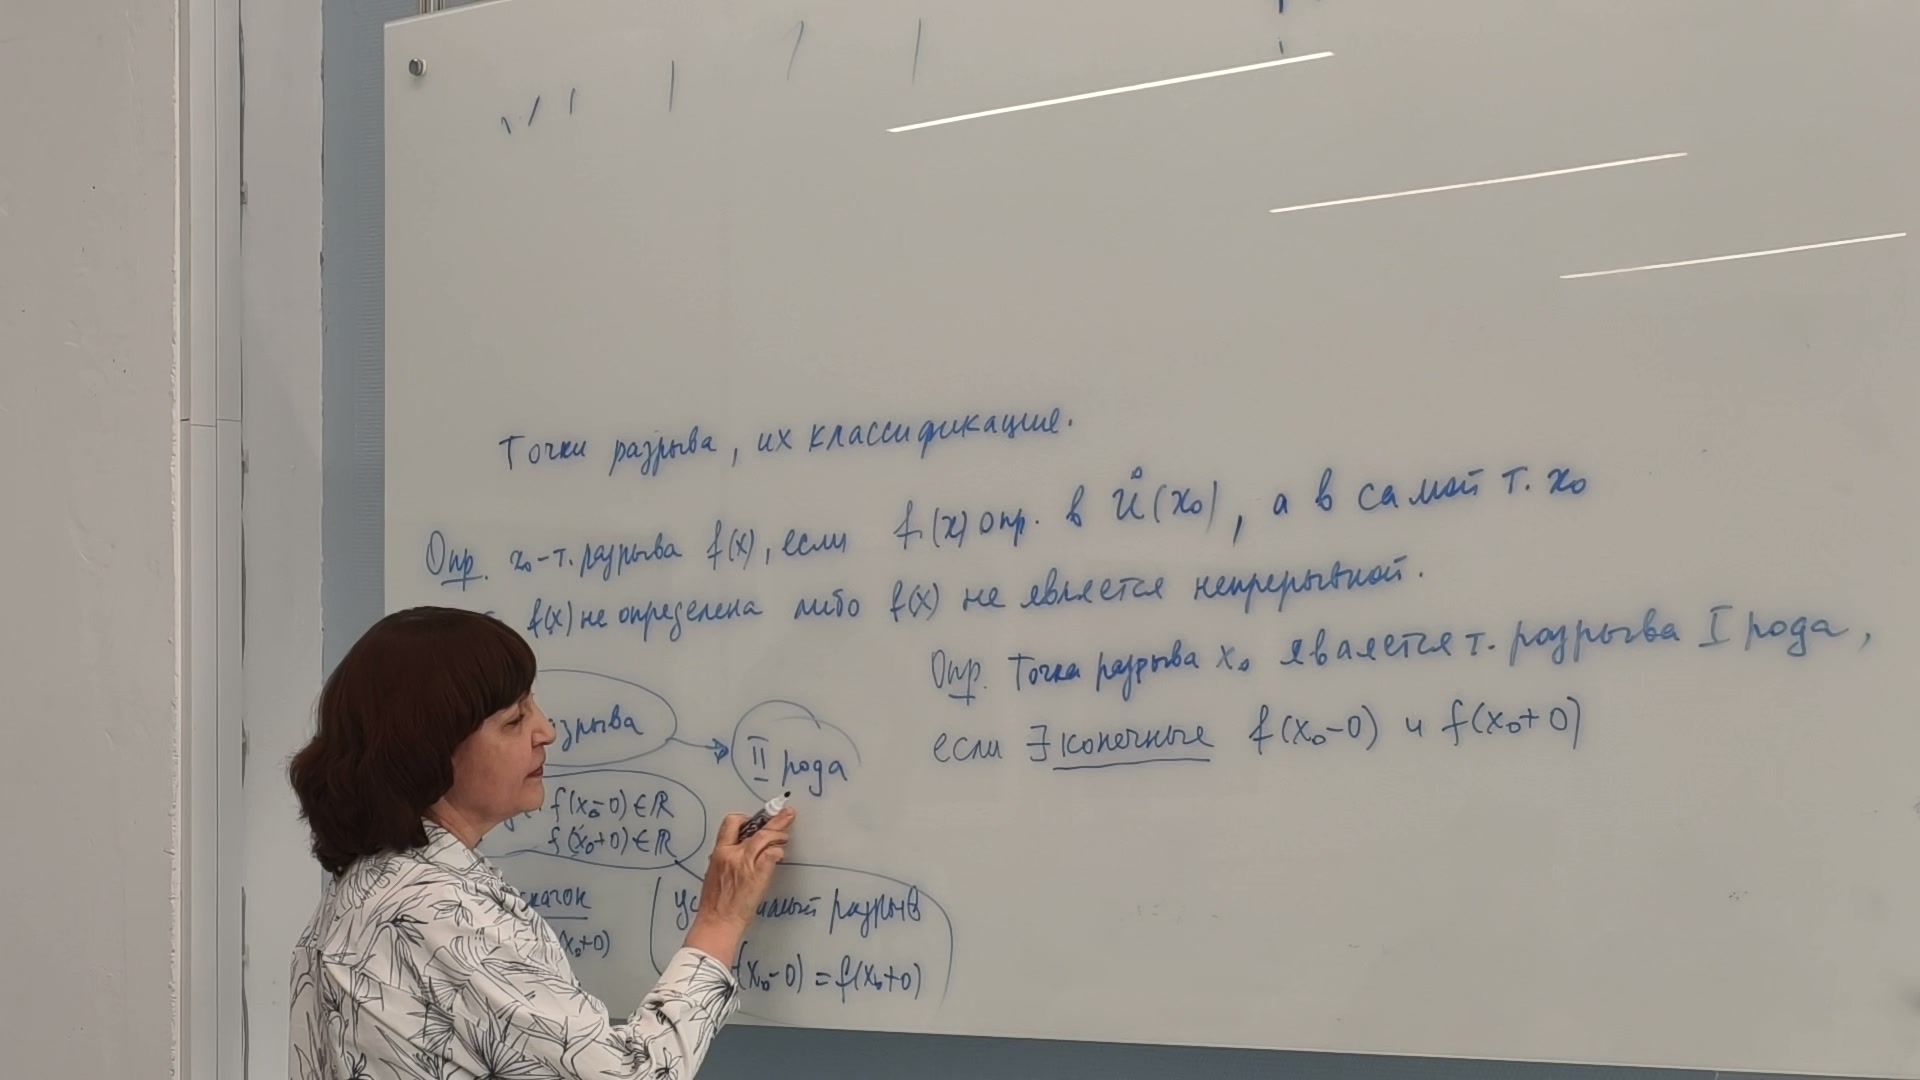 Точки разрыва, их классификация.
Опр. x₀-т. разрыва f(x), если f(x) опр. в Ů(x₀), а в самой т. x₀
f(x) не определена либо f(x) не является непрерывной.
Опр. Точка разрыва x₀ является т. разрыва I рода,
если ∃ конечные f(x₀-0) и f(x₀+0)
зрыва
II рода
f(x₀-0) ∈ ℝ
f(x₀+0) ∈ ℝ
скачок
(x₀+0)
разрыв
f(x₀-0) = f(x₀+0)